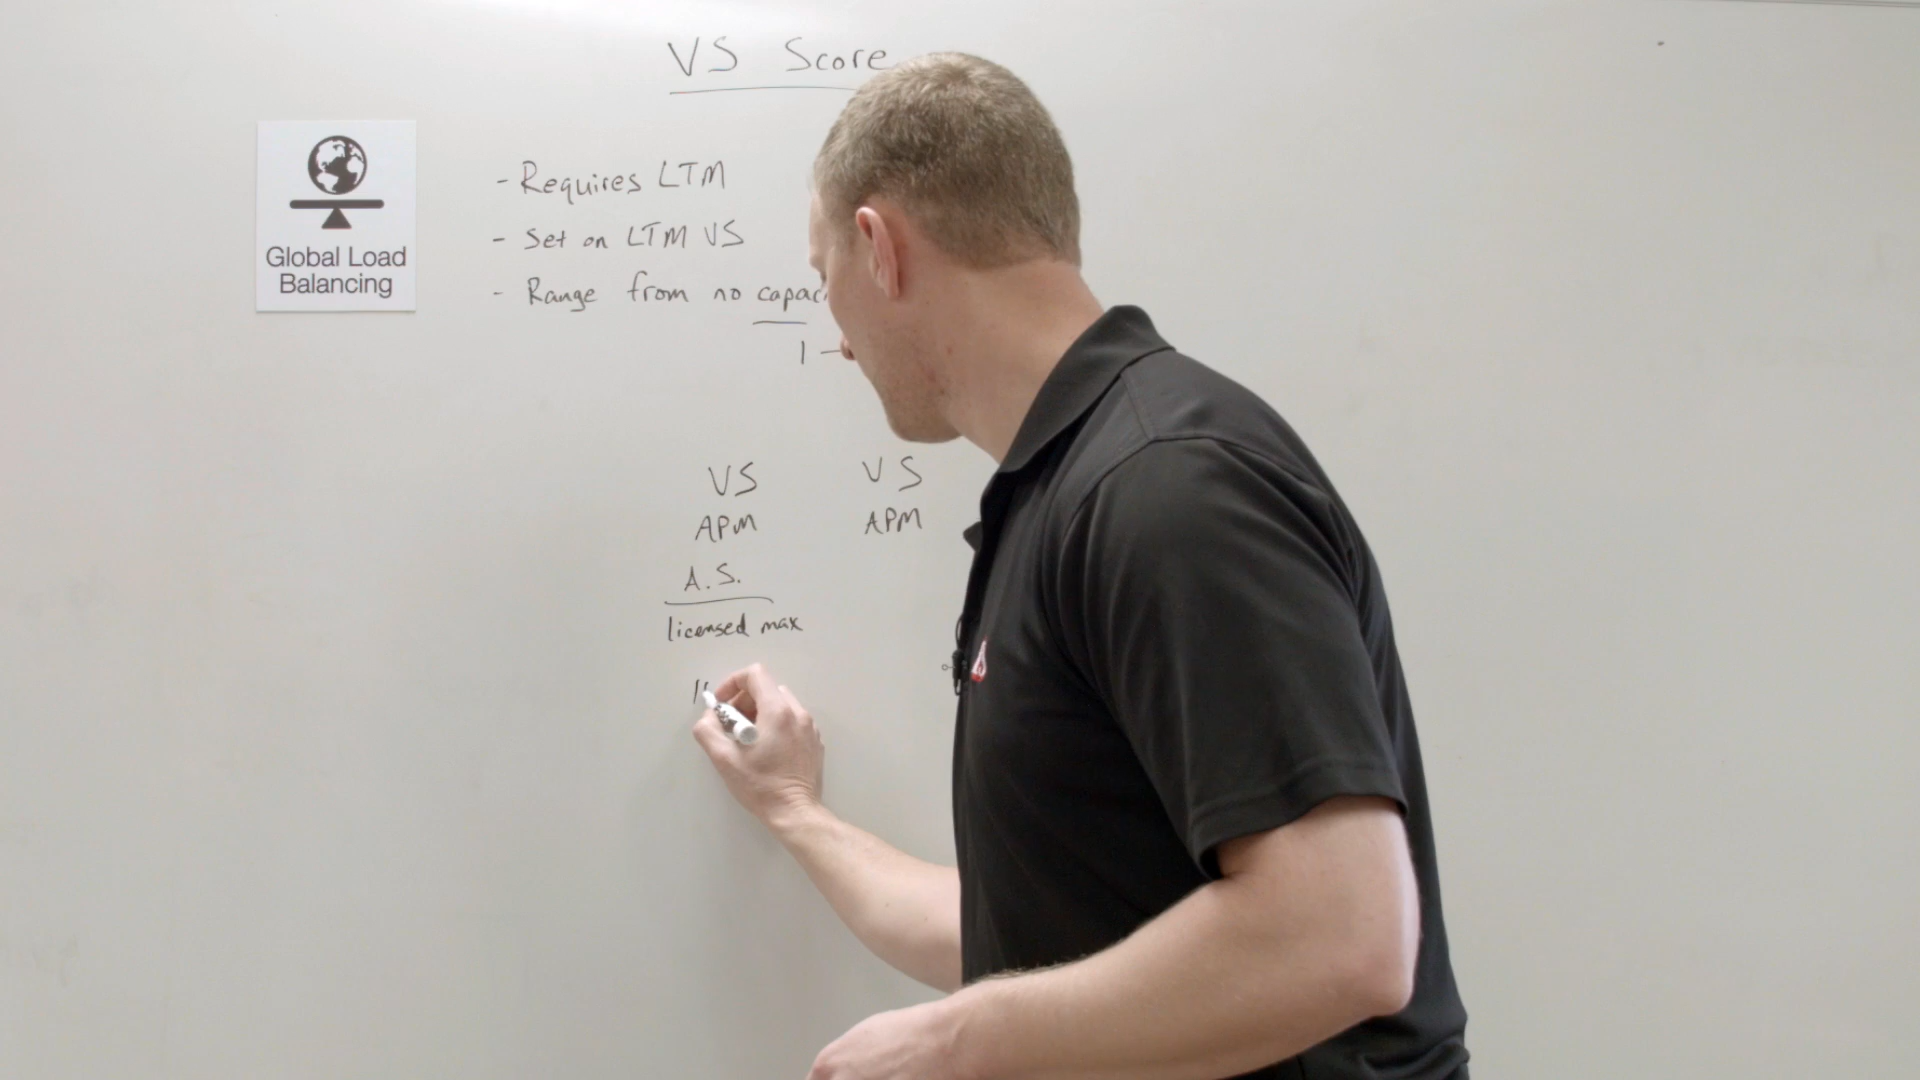 VS Score
Global Load
Balancing
- Requires LTM
- Set on LTM VS
- Range from no
1 -
VS VS
APM APM
A.S.
licensed max